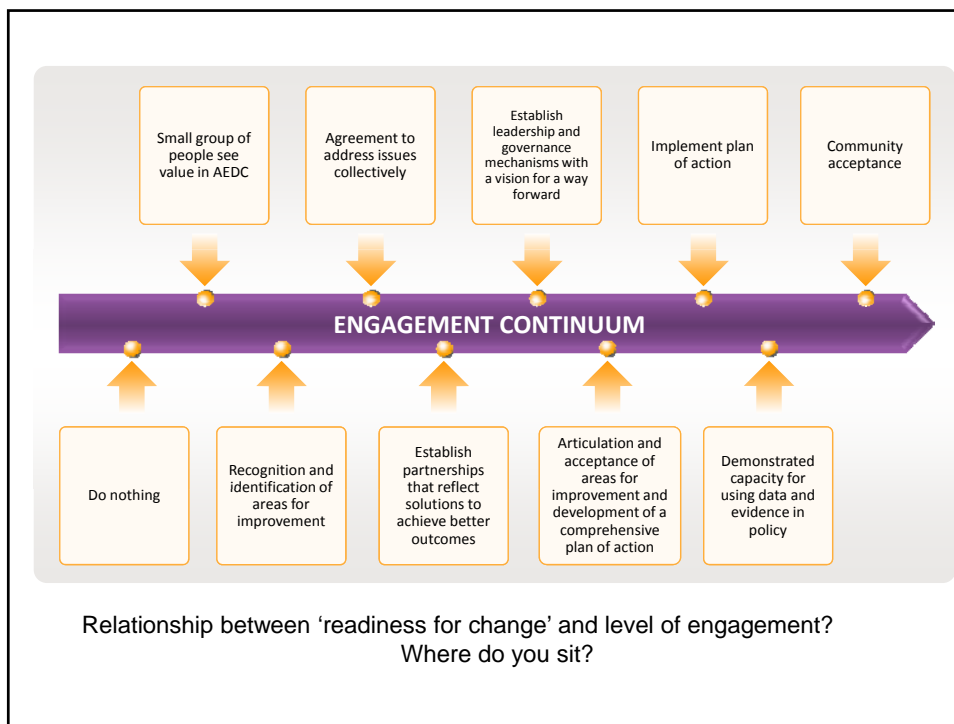 Small group of
people see
value in AEDC
Agreement to
address issues
collectively
Establish
leadership and
governance
mechanisms with
a vision for a way
forward
Implement plan
of action
Community
acceptance
ENGAGEMENT CONTINUUM
Do nothing
Recognition and
identification of
areas for
improvement
Establish
partnerships
that reflect
solutions to
achieve better
outcomes
Articulation and
acceptance of
areas for
improvement and
development of a
comprehensive
plan of action
Demonstrated
capacity for
using data and
evidence in
policy
Relationship between ‘readiness for change’ and level of engagement?
Where do you sit?